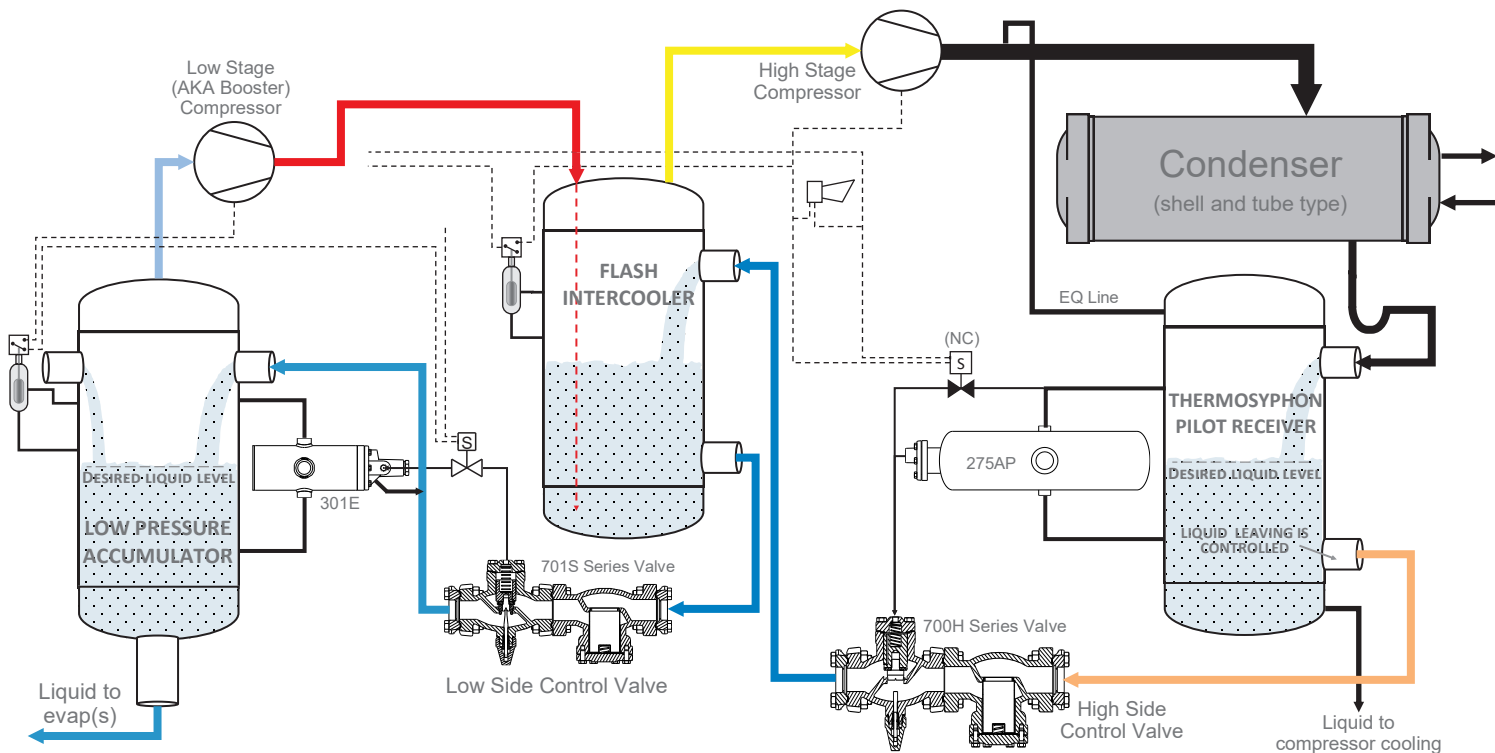 Low Stage
(AKA Booster)
Compressor
High Stage
Compressor
Condenser
(shell and tube type)
FLASH
INTERCOOLER
EQ Line
(NC)
S
THERMOSYPHON
PILOT RECEIVER
275AP
DESIRED LIQUID LEVEL
LIQUID LEAVING IS
CONTROLLED
S
DESIRED LIQUID LEVEL
301E
LOW PRESSURE
ACCUMULATOR
701S Series Valve
Low Side Control Valve
700H Series Valve
High Side
Control Valve
Liquid to
evap(s)
Liquid to
compressor cooling